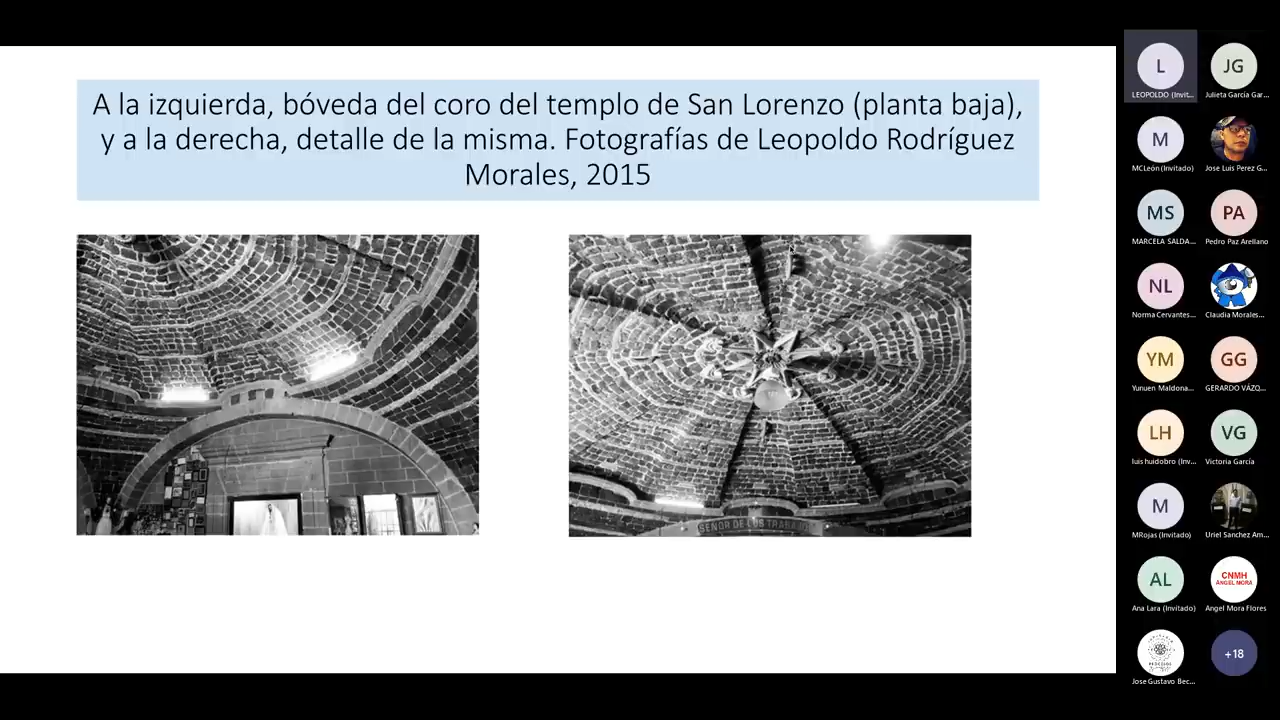 A la izquierda, bóveda del coro del templo de San Lorenzo (planta baja),
y a la derecha, detalle de la misma. Fotografías de Leopoldo Rodríguez
Morales, 2015
SEÑOR DE LOS TRABAJOS
L
LEOPOLDO (Invit...
JG
Julieta García Gar...
M
MCLeón (Invitado)
Jose Luis Perez G...
MS
MARCELA SALDA...
PA
Pedro Paz Arellano
NL
Norma Cervantes...
Claudia Morales...
YM
Yunuen Maldona...
GG
GERARDO VÁZQ...
LH
luis huidobro (Inv...
VG
Victoria García
M
MRojas (Invitado)
Uriel Sanchez Am...
AL
Ana Lara (Invitado)
CNMH
ANGEL MORA
Angel Mora Flores
Jose Gustavo Bec...
+18